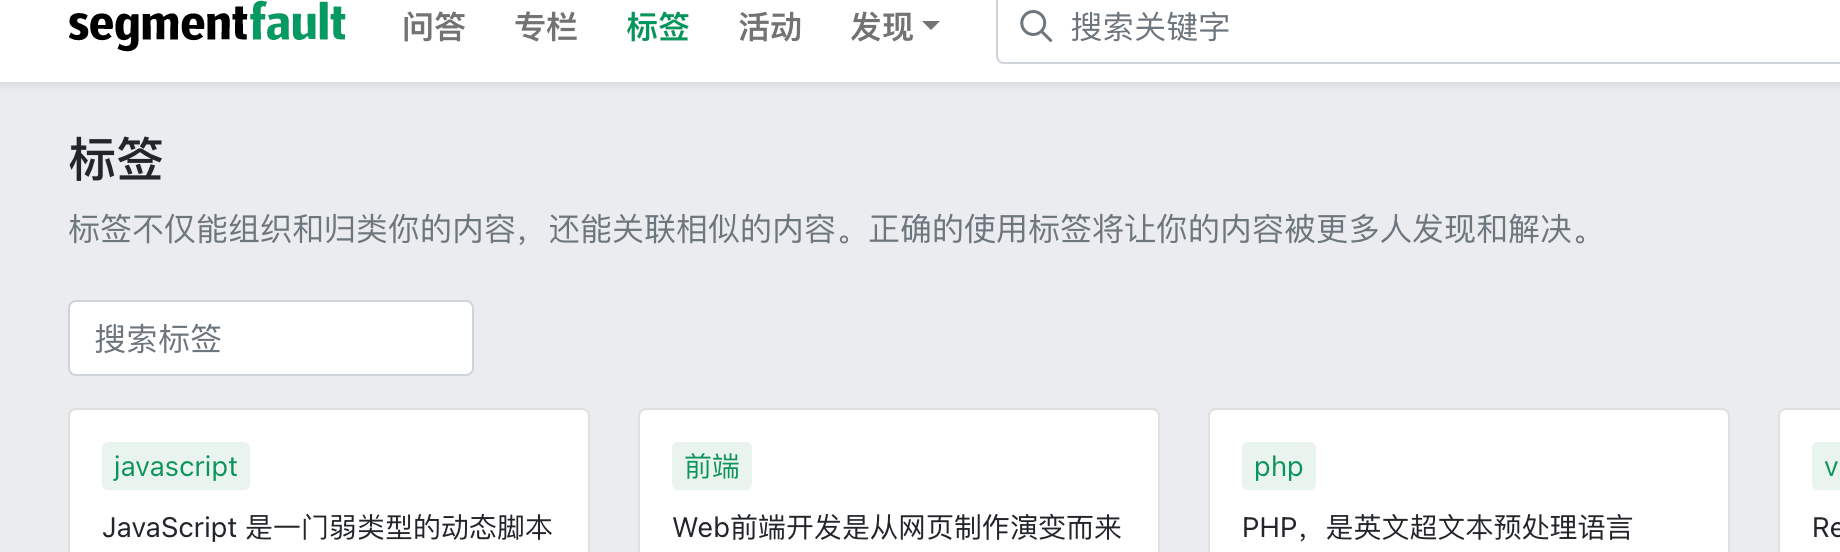 segmentfault 问答 专栏 标签 活动 发现 搜索关键字
标签
标签不仅能组织和归类你的内容，还能关联相似的内容。正确的使用标签将让你的内容被更多人发现和解决。
搜索标签
javascript 前端 php
JavaScript 是一门弱类型的动态脚本 Web前端开发是从网页制作演变而来 PHP，是英文超文本预处理语言